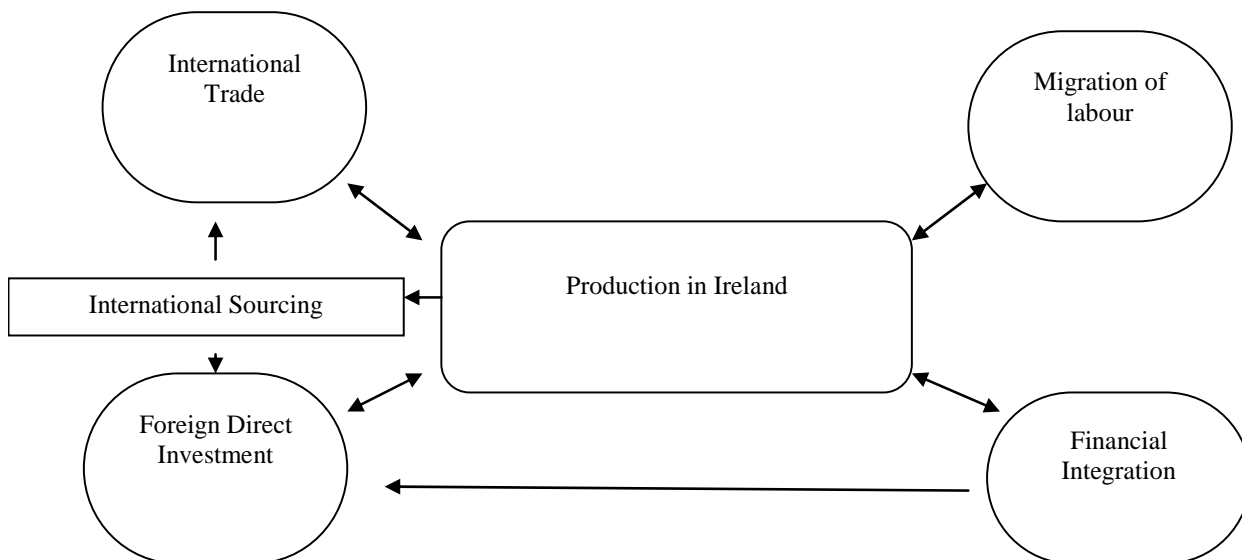 International
Trade
Migration of
labour
Production in Ireland
International Sourcing
Foreign Direct
Investment
Financial
Integration